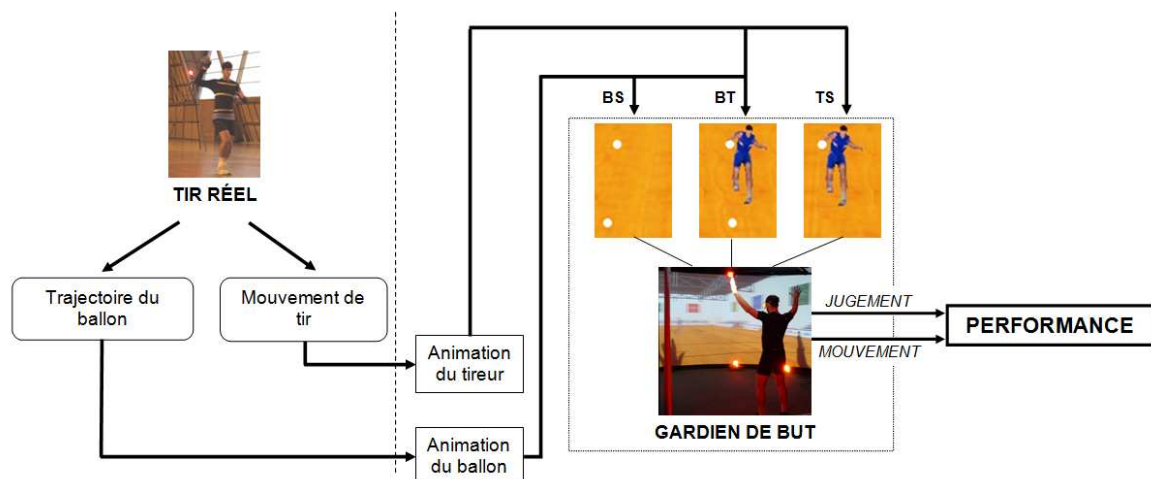 BS
BT
TS
TIR RÉEL
Trajectoire du
ballon
Mouvement de
tir
Animation
du tireur
Animation
du ballon
JUGEMENT
MOUVEMENT
PERFORMANCE
GARDIEN DE BUT